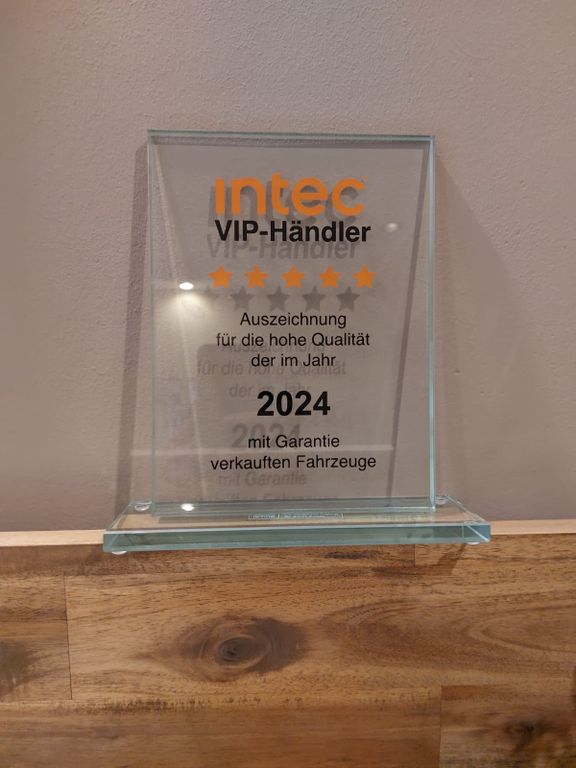 intec
VIP-Händler
Auszeichnung
für die hohe Qualität
der im Jahr
2024
mit Garantie
verkauften Fahrzeuge